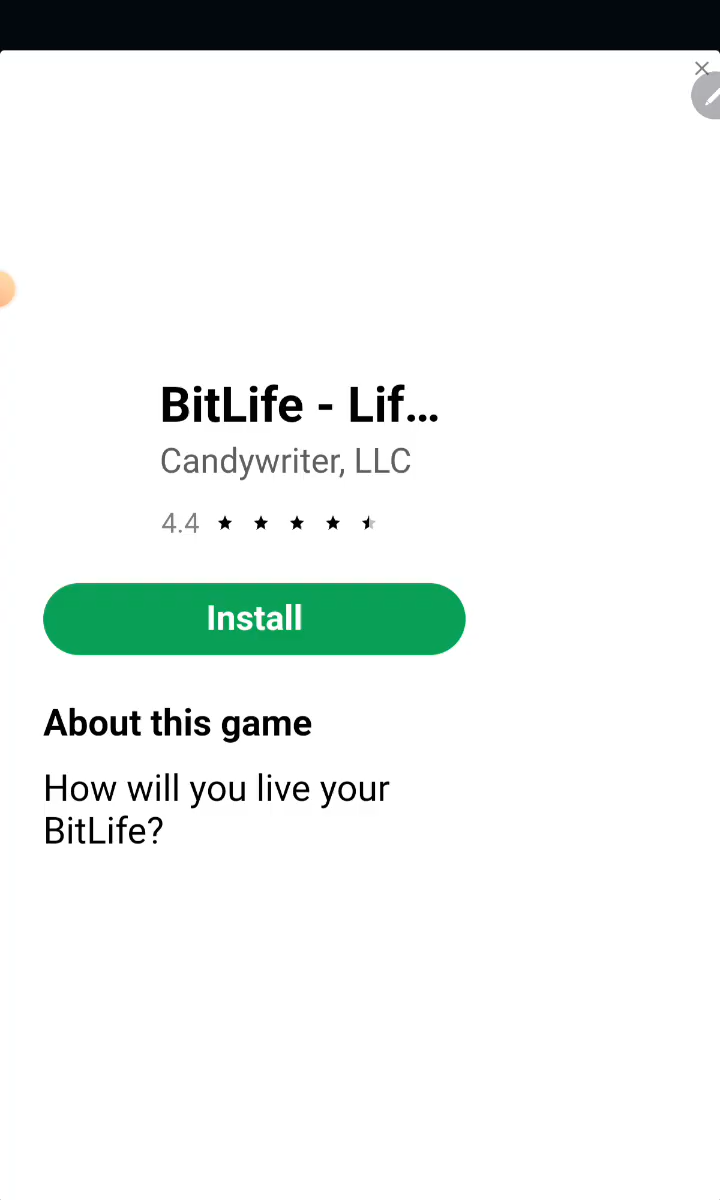 BitLife - Lif...
Candywriter, LLC
4.4
Install
About this game
How will you live your
BitLife?